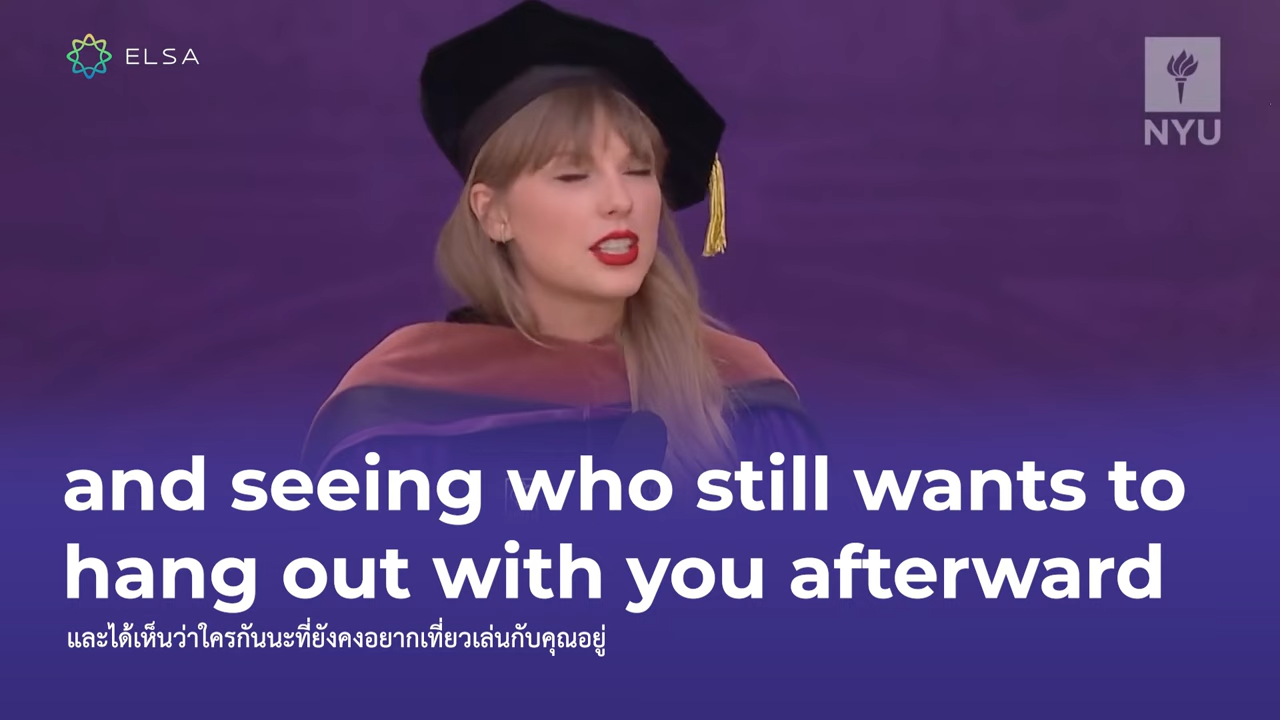 ELSA
NYU
and seeing who still wants to
hang out with you afterward
และได้เห็นว่าใครกันนะที่ยังคงอยากเที่ยวเล่นกับคุณอยู่